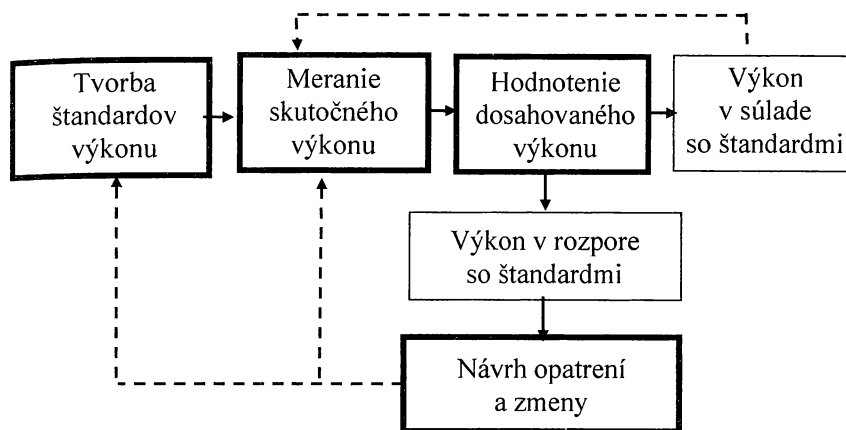 Tvorba
štandardov
výkonu
Meranie
skutočného
výkonu
Hodnotenie
dosahovaného
výkonu
Výkon
v súlade
so štandardmi
Výkon v rozpore
so štandardmi
Návrh opatrení
a zmeny